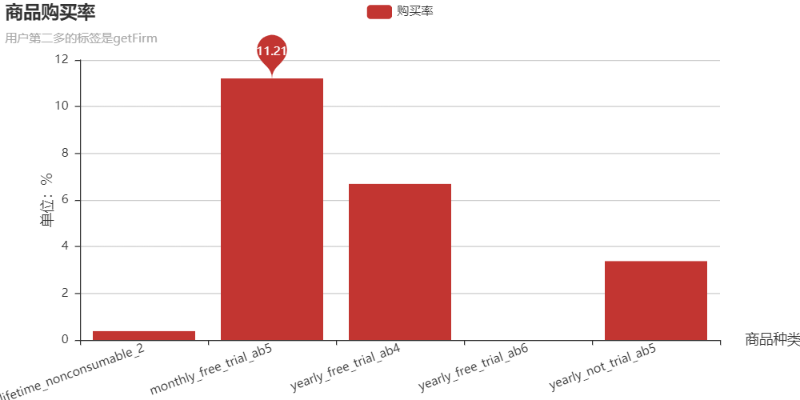 商品购买率
购买率
用户第二多的标签是getFirm
11.21
12
10
8
6
4
2
0
单位：%
商品种类
lifetime_nonconsumable_2
monthly_free_trial_ab5
yearly_free_trial_ab4
yearly_free_trial_ab6
yearly_not_trial_ab5